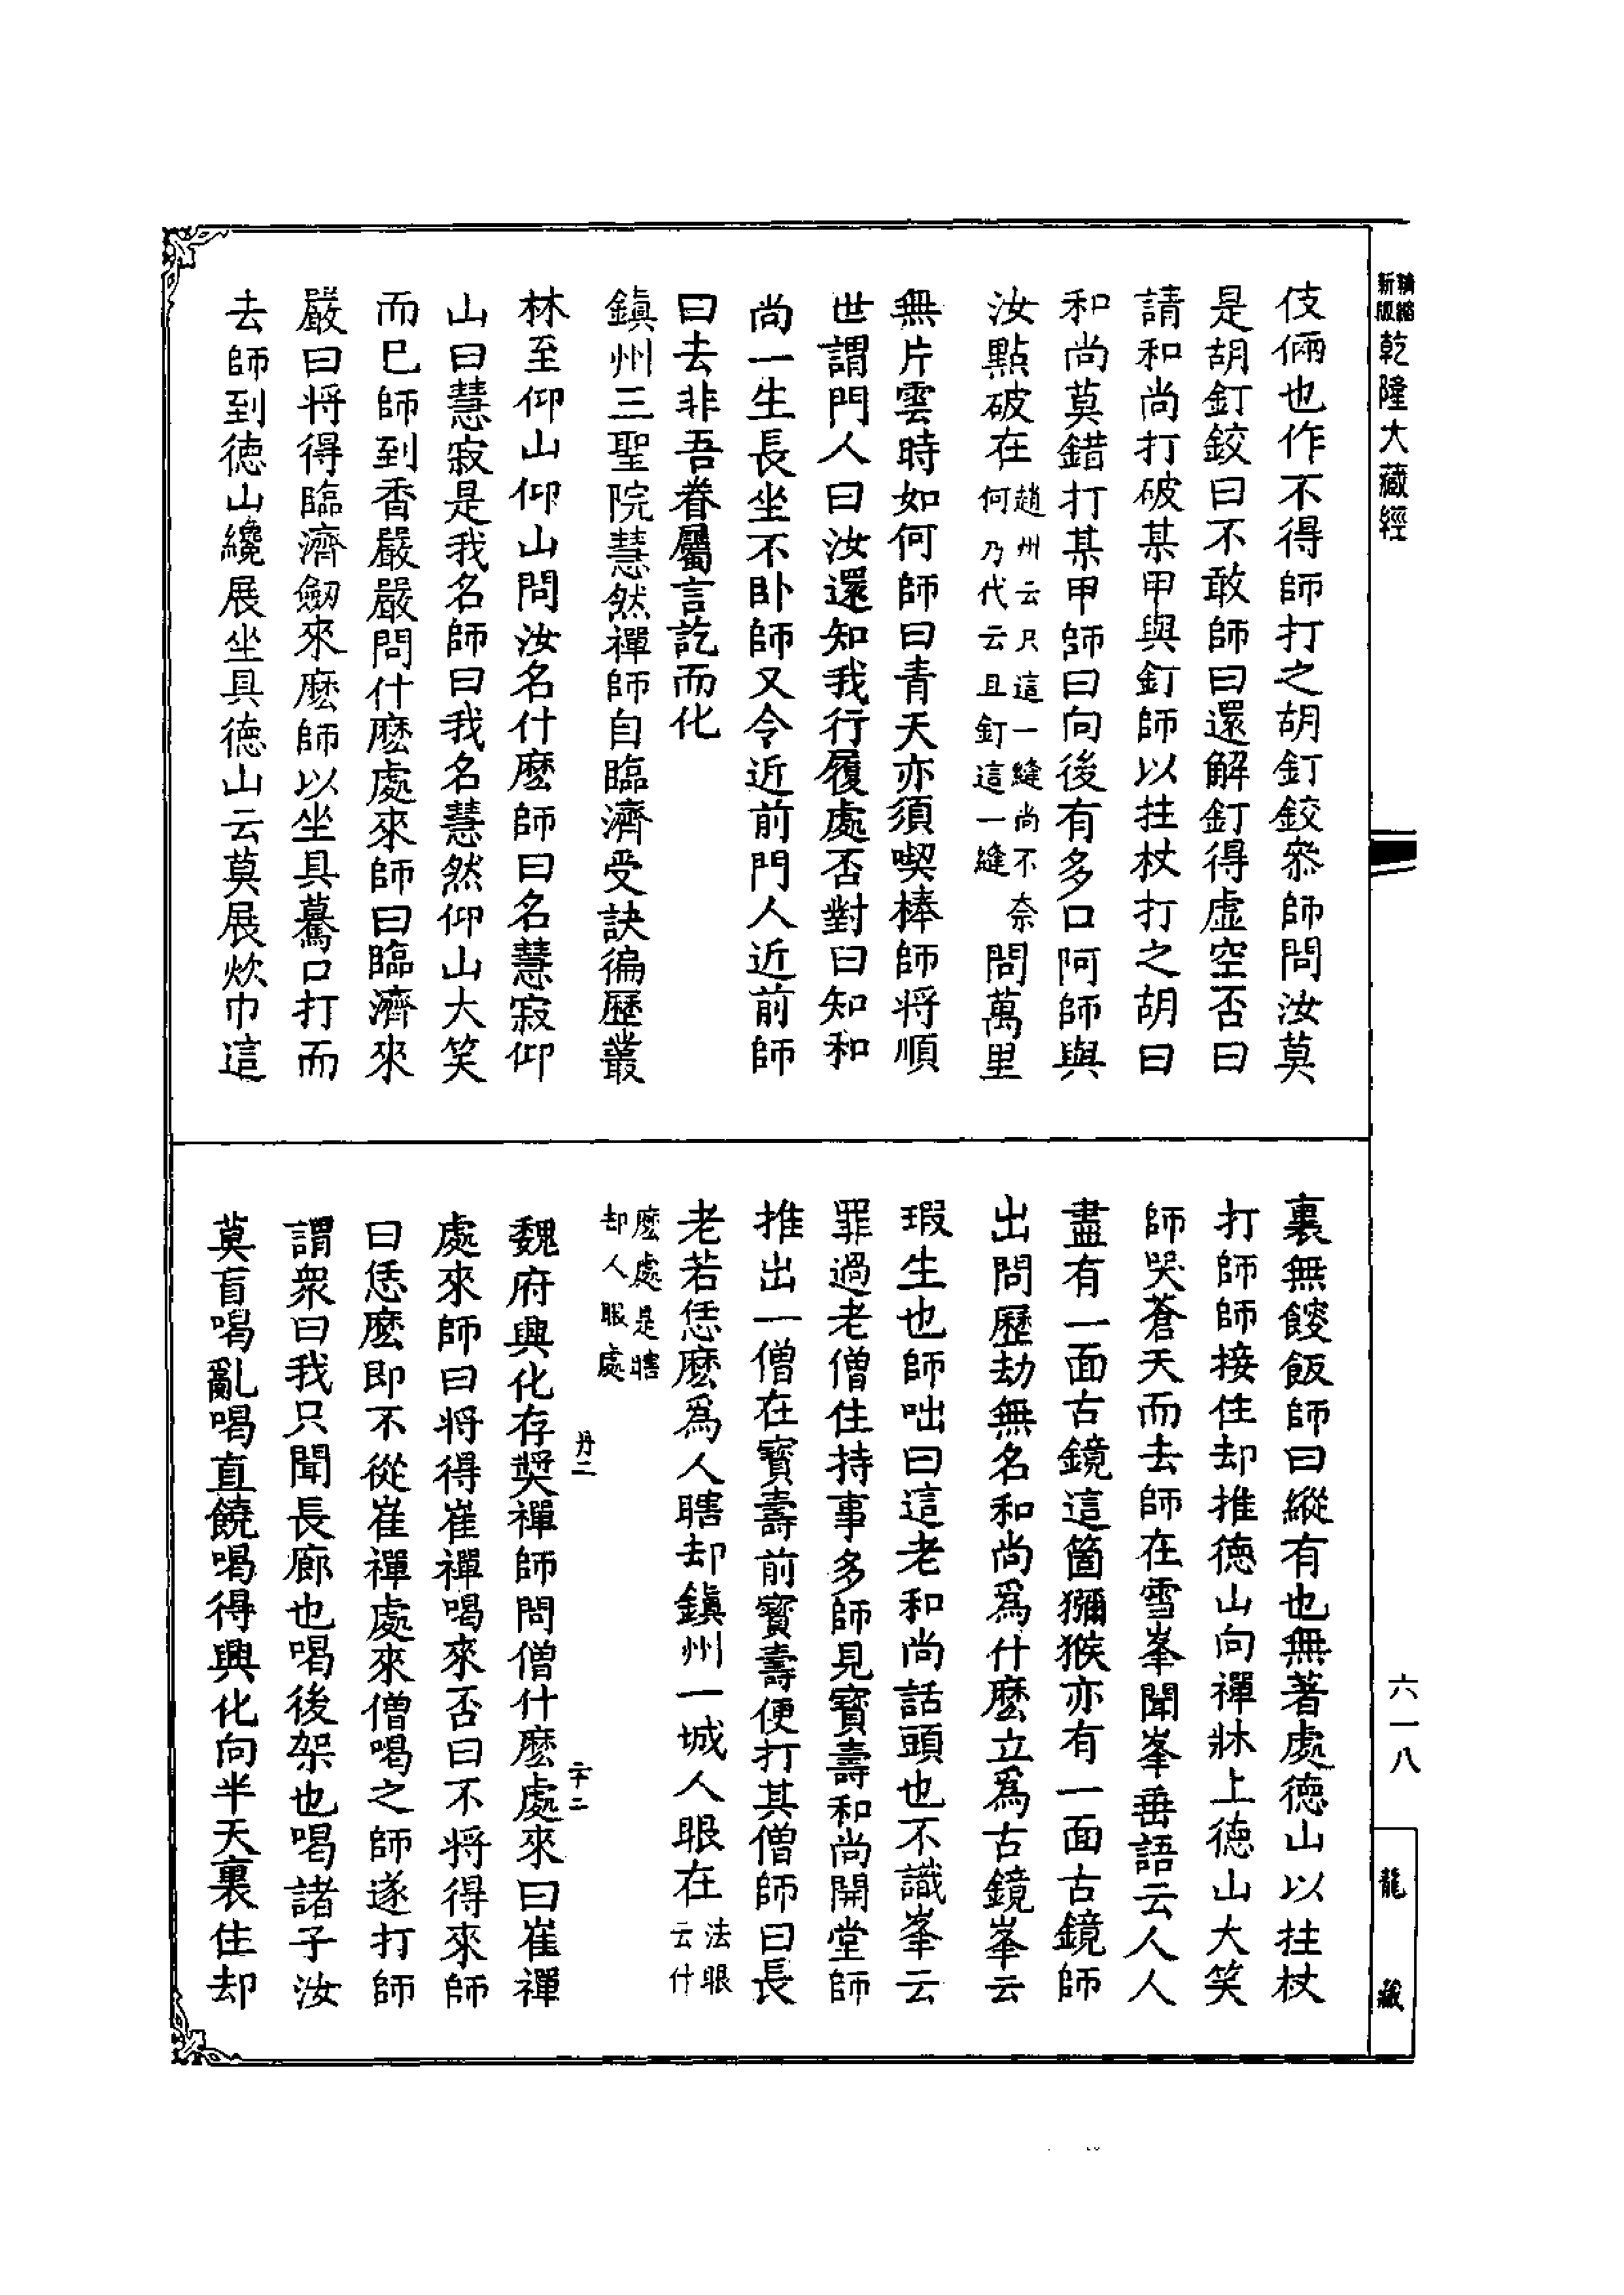 精縮新版 乾隆大藏經
伎倆也作不得師打之胡釘鉸叅師問汝莫
是胡釘鉸曰不敢師曰還解釘得虛空否曰
請和尚打破某甲與釘師以拄杖打之胡曰
和尚莫錯打某甲師曰向後有多口阿師與
汝點破在趙州云只這一縫尚不奈何乃代云且釘這一縫問萬里
無片雲時如何師曰青天亦須喫棒師將順
世謂門人曰汝還知我行履處否對曰知和
尚一生長坐不卧師又令近前門人近前師
曰去非吾眷屬言訖而化
鎮州三聖院慧然禪師自臨濟受訣徧歷叢
林至仰山仰山問汝名什麽師曰名慧寂仰
山曰慧寂是我名師曰我名慧然仰山大笑
而已師到香嚴嚴問什麽處來師曰臨濟來
嚴曰將得臨濟劒來麽師以坐具驀口打而
去師到德山纔展坐具德山云莫展炊巾這
裏無餿飯師曰縱有也無著處德山以拄杖
打師師接住却推德山向禪牀上德山大笑
師哭蒼天而去師在雪峯聞峯垂語云人人
盡有一面古鏡這箇獼猴亦有一面古鏡師
出問歷劫無名和尚爲什麽立爲古鏡峯云
瑕生也師咄曰這老和尚話頭也不識峯云
罪過老僧住持事多師見寶壽和尚開堂師
推出一僧在寶壽前寶壽便打其僧師曰長
老若恁麽爲人瞎却鎮州一城人眼在法眼云什
麽處是瞎却人眼處
丹二
二十二
魏府興化存奬禪師問僧什麽處來曰崔禪
處來師曰將得崔禪喝來否曰不將得來師
曰恁麽即不從崔禪處來僧喝之師遂打師
謂衆曰我只聞長廊也喝後架也喝諸子汝
莫盲喝亂喝直饒喝得興化向半天裏住却
六一八
龍藏